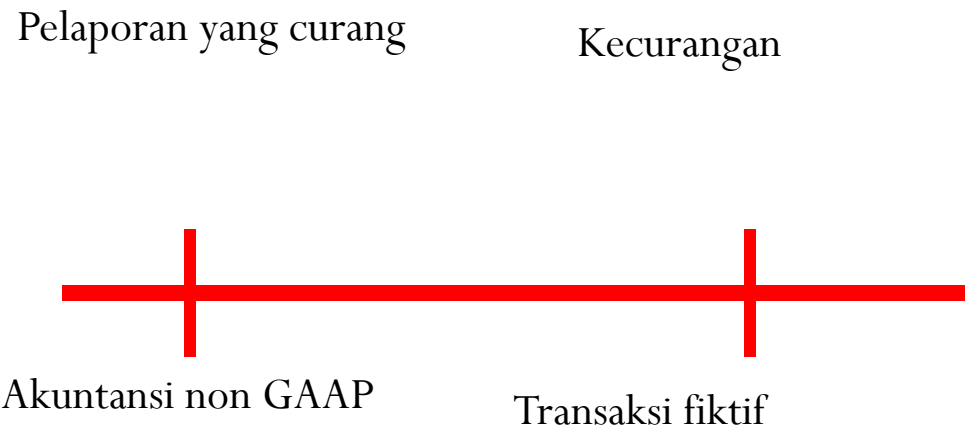 Pelaporan yang curang
Kecurangan
Akuntansi non GAAP
Transaksi fiktif